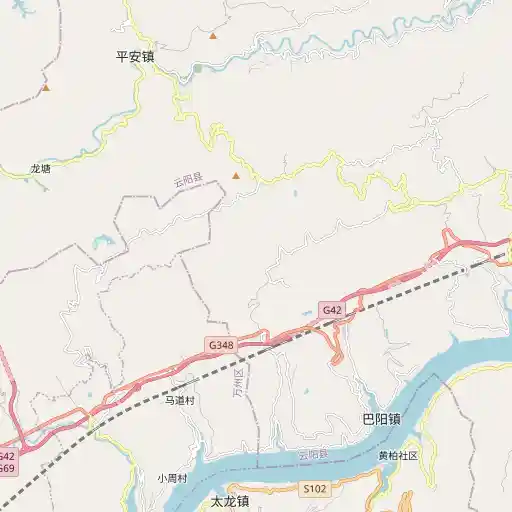 平安镇
龙塘
云阳县
G42
G348
万州区
马道村
巴阳镇
G42
G69
云阳县
黄柏社区
小周村
S102
太龙镇